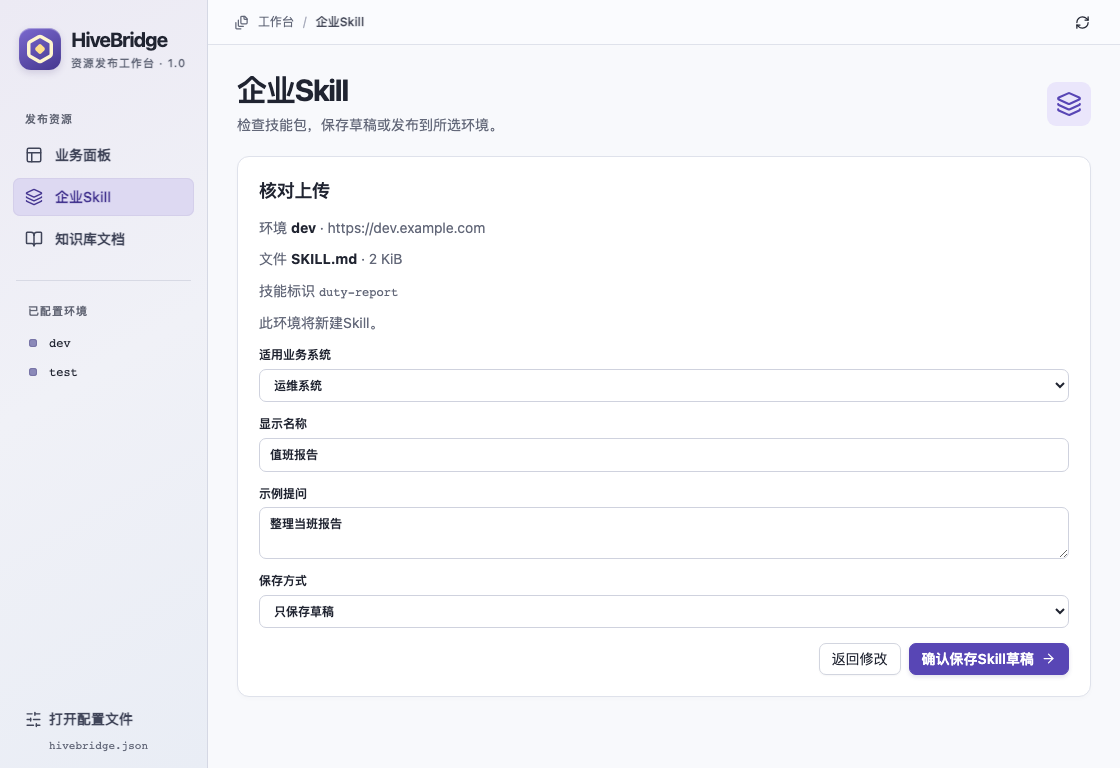 HiveBridge
资源发布工作台 · 1.0
发布资源
业务面板
企业Skill
知识库文档
已配置环境
dev
test
打开配置文件
hivebridge.json
工作台 / 企业Skill
企业Skill
检查技能包，保存草稿或发布到所选环境。
核对上传
环境 dev · https://dev.example.com
文件 SKILL.md · 2 KiB
技能标识 duty-report
此环境将新建Skill。
适用业务系统
运维系统
显示名称
值班报告
示例提问
整理当班报告
保存方式
只保存草稿
返回修改
确认保存Skill草稿 →